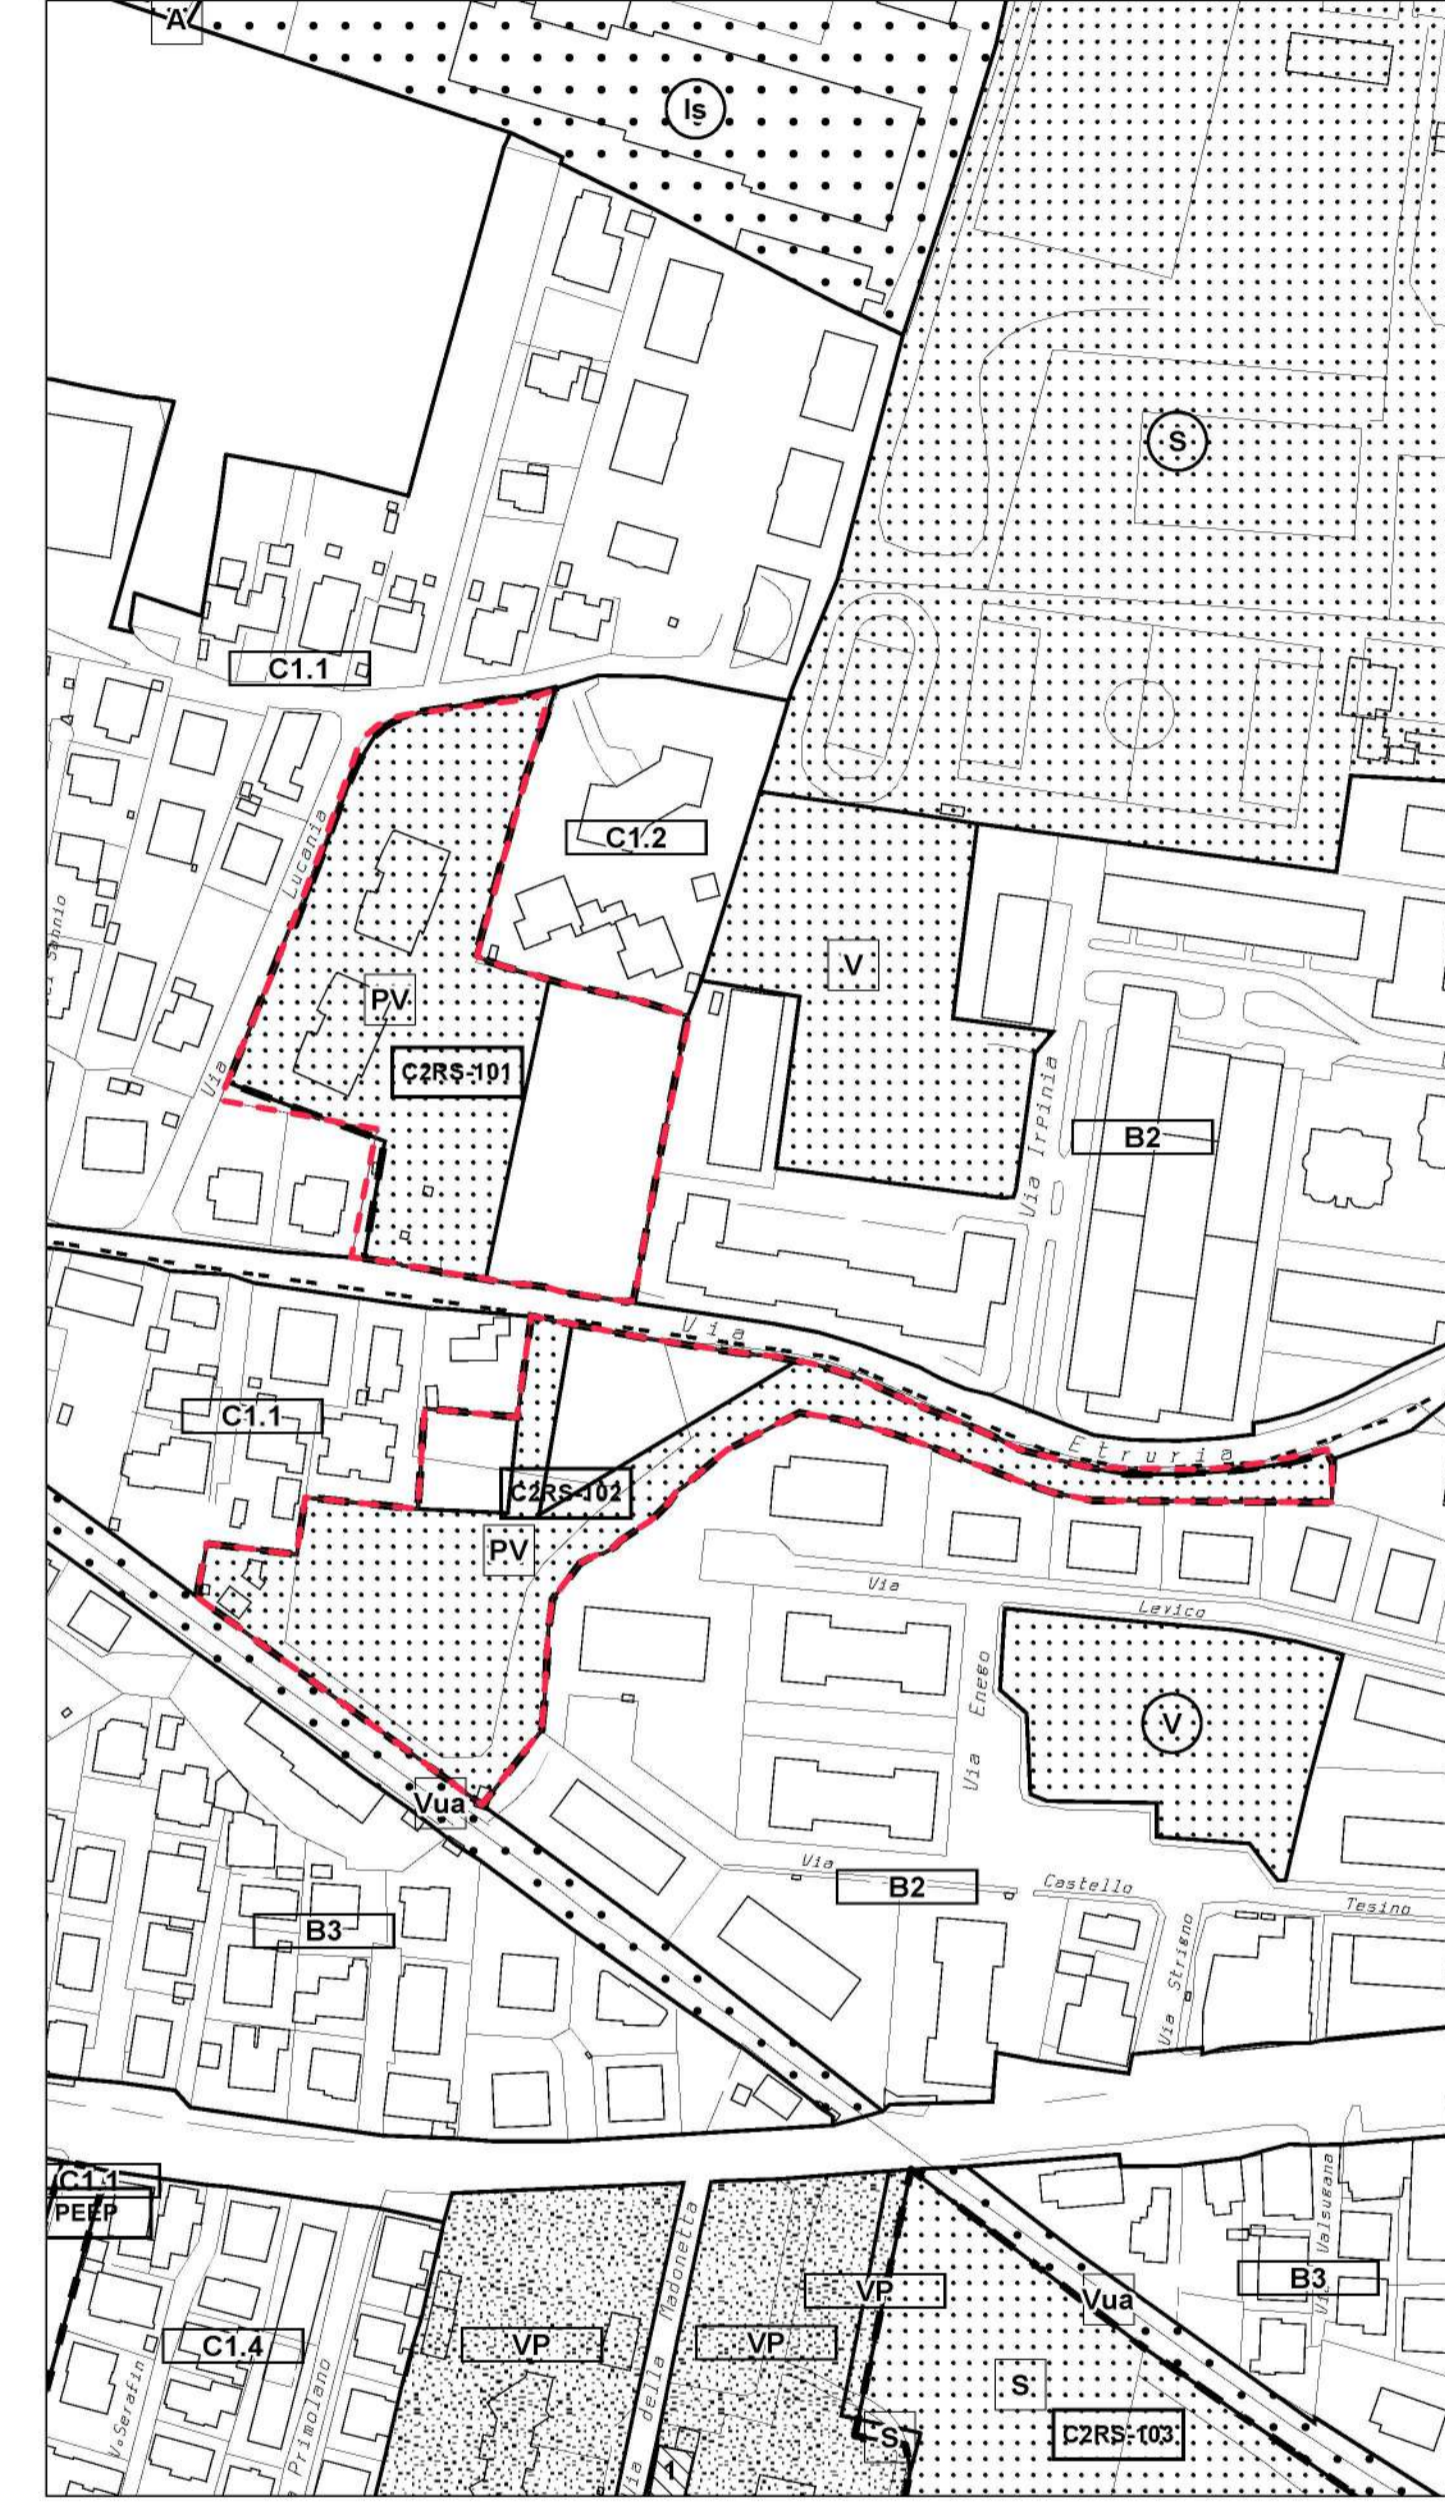 A
Is
S
C1.1
C1.2
Lucania
V
PV
C2RS-101
Via
Via Irpinia
B2
Via
C1.1
Etruria
C2RS-102
PV
Via
Levico
Via Enego
V
Vua
Via
B2
Castello
Tesino
B3
Via Strigno
C1.1
PEEP
Via della Madonetta
Valsugana
VP
B3
Vua
C1.4
VP
VP
S
V.Serafin
Primolano
S
C2RS-103
1